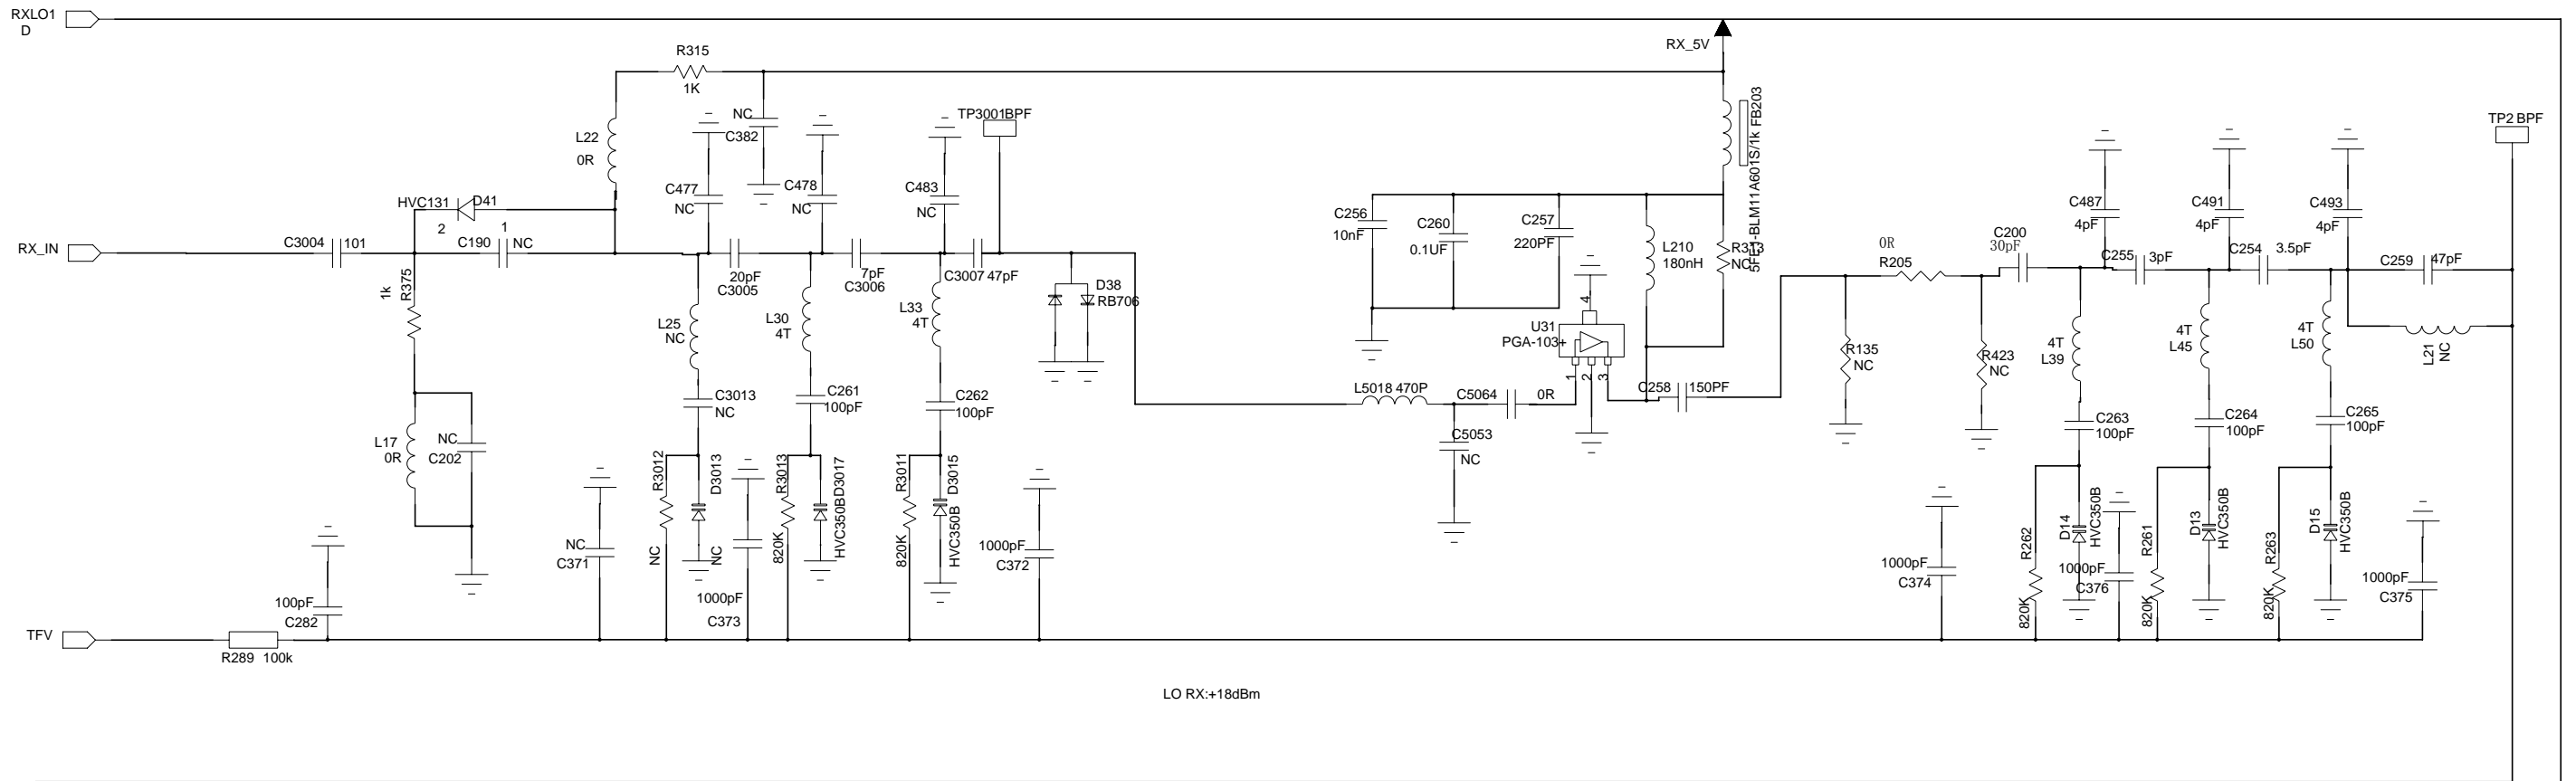 RXLO1
D
R315
1K
RX_5V
5FE1-BLM11A601S/1k FB203
L22
0R
NC
C382
TP3001BPF
TP2 BPF
C477
NC
C478
NC
C483
NC
HVC131
D41
2
1
C190
NC
RX_IN
C3004
101
R375
1k
20pF
C3005
7pF
C3006
C3007 47pF
D38
RB706
L25
NC
L30
4T
L33
4T
C3013
NC
C261
100pF
C262
100pF
L17
0R
NC
C202
R3012
NC
D3013
R3013
820K
HVC350BD3017
R3011
820K
HVC350B
D3015
NC
NC
C371
1000pF
C373
1000pF
C372
100pF
C282
TFV
R289 100k
C256
10nF
C260
0.1UF
C257
220PF
L210
180nH
R313
NC
U31
PGA-103+
4
1
2
3
L5018 470P
C5064
0R
C5053
NC
C258
150PF
0R
R205
R135
NC
R423
NC
C200
30pF
C487
4pF
C491
4pF
C493
4pF
C255
3pF
C254
3.5pF
C259
47pF
L21
NC
4T
L39
4T
L45
4T
L50
C263
100pF
C264
100pF
C265
100pF
R262
820K
D14
HVC350B
R261
820K
D13
HVC350B
R263
820K
D15
HVC350B
1000pF
C374
1000pF
C376
1000pF
C375
LO RX:+18dBm